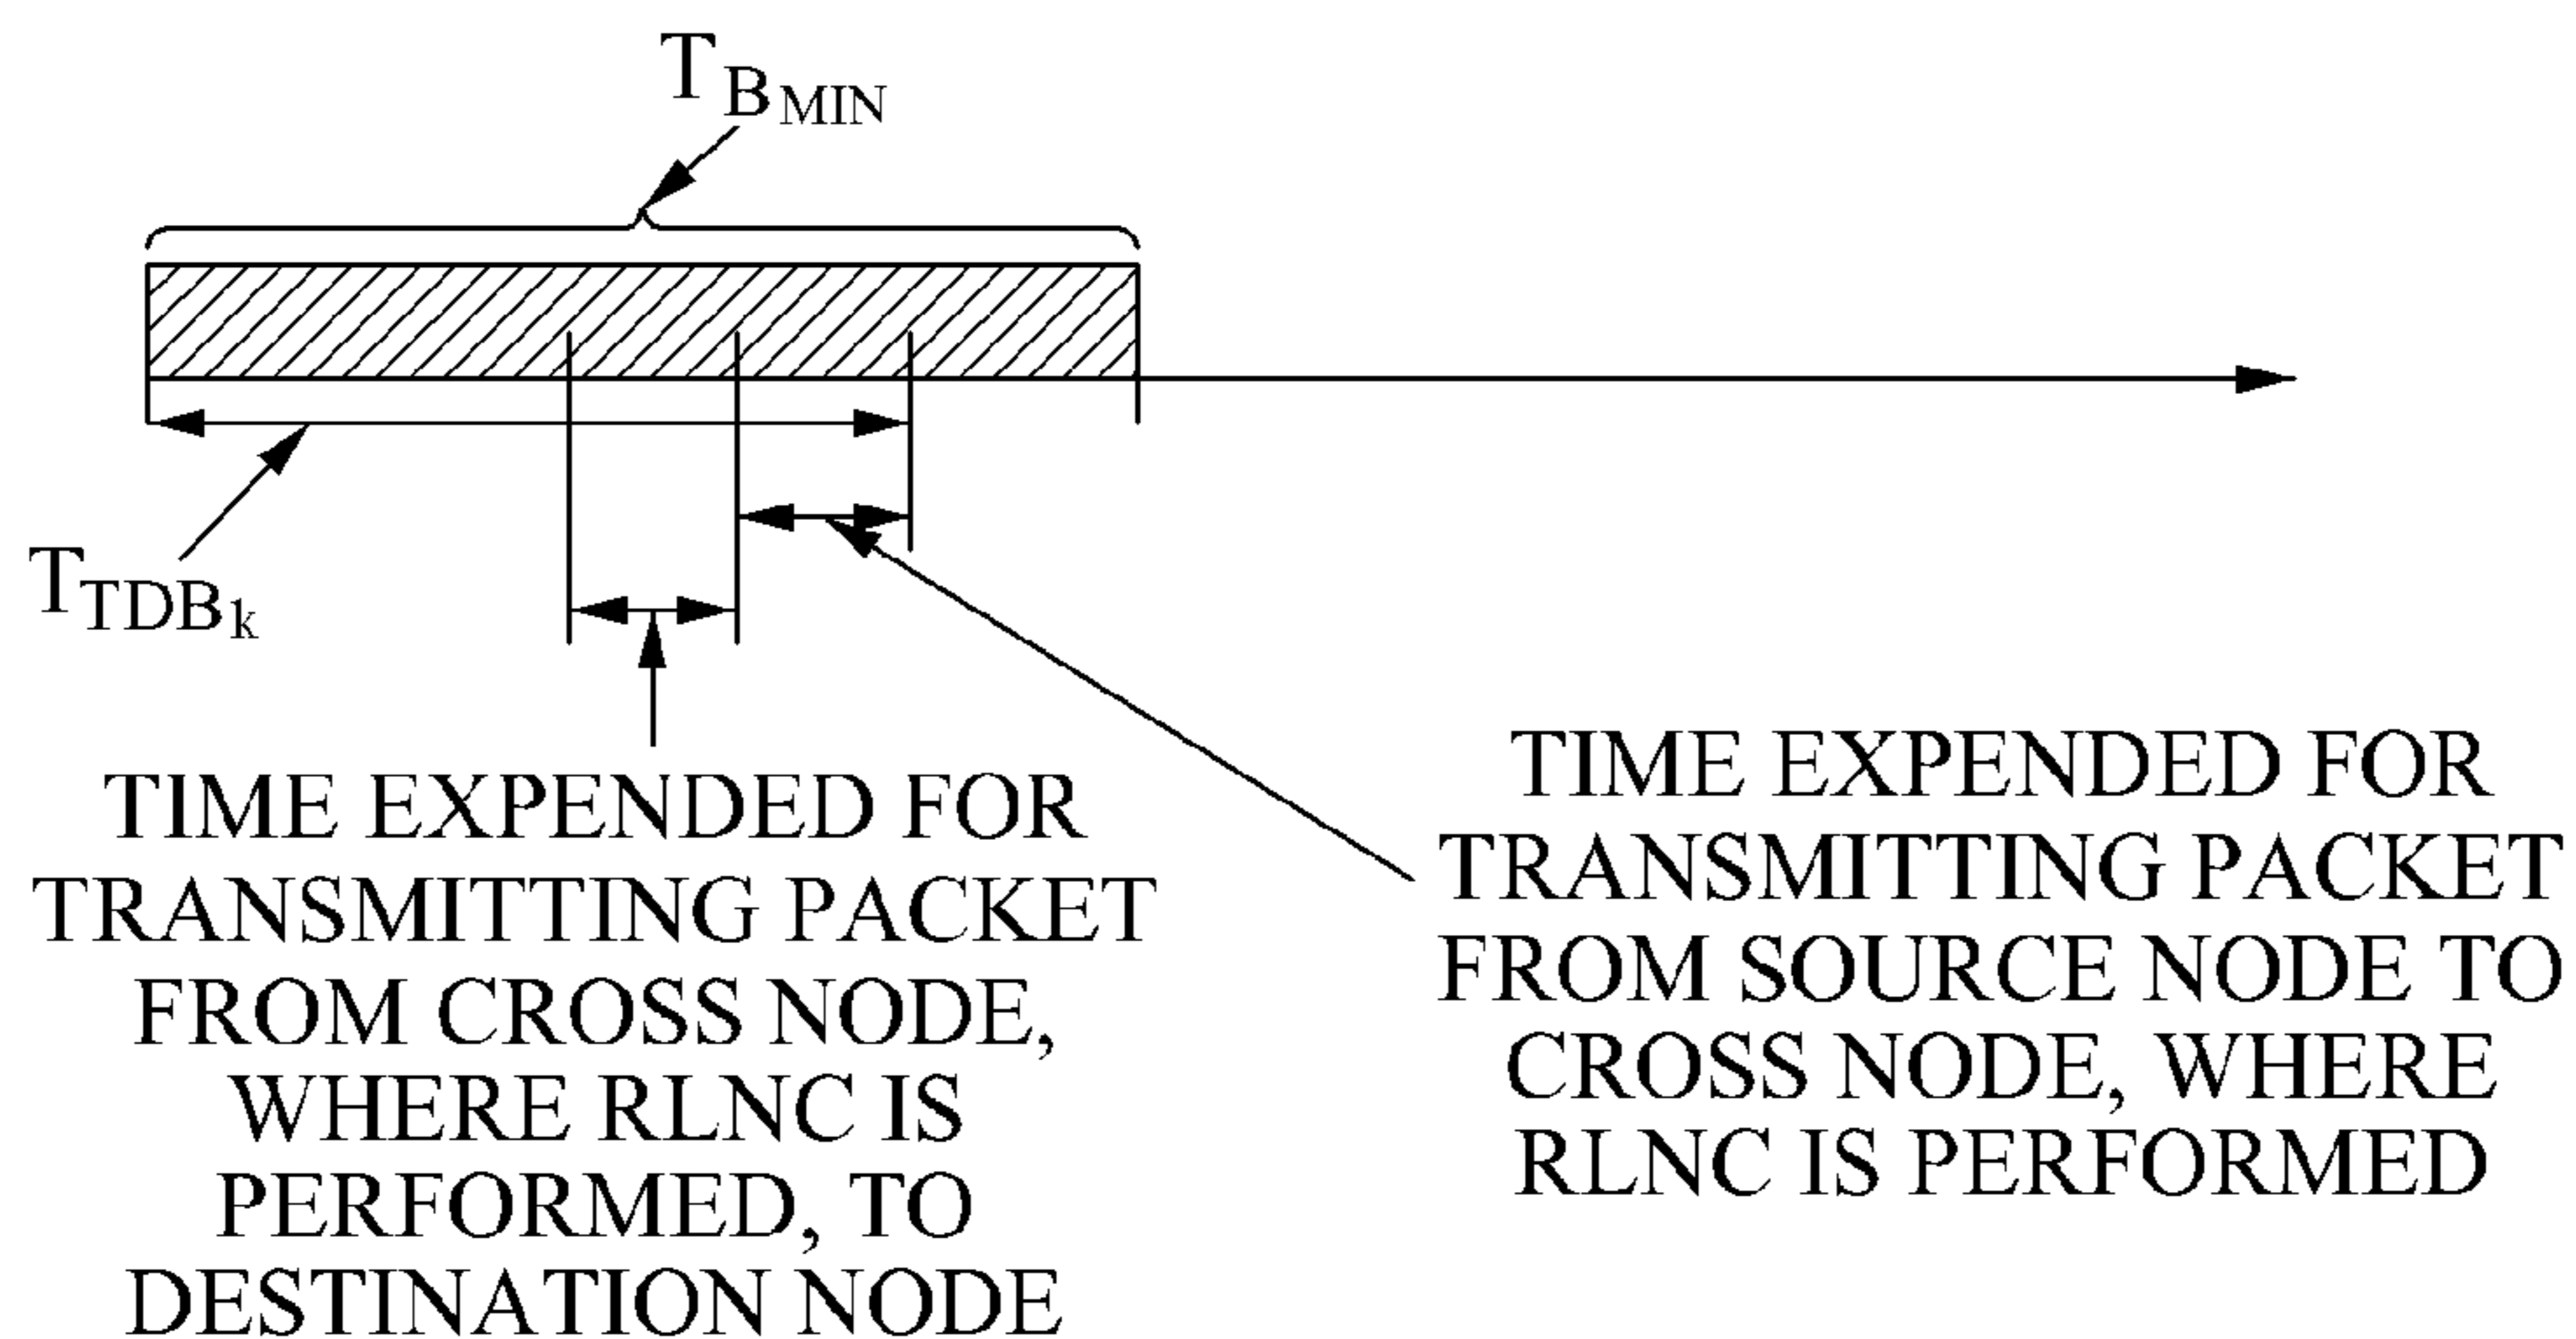 T_B_MIN
T_TDB_k
TIME EXPENDED FOR
TRANSMITTING PACKET
FROM CROSS NODE,
WHERE RLNC IS
PERFORMED, TO
DESTINATION NODE
TIME EXPENDED FOR
TRANSMITTING PACKET
FROM SOURCE NODE TO
CROSS NODE, WHERE
RLNC IS PERFORMED